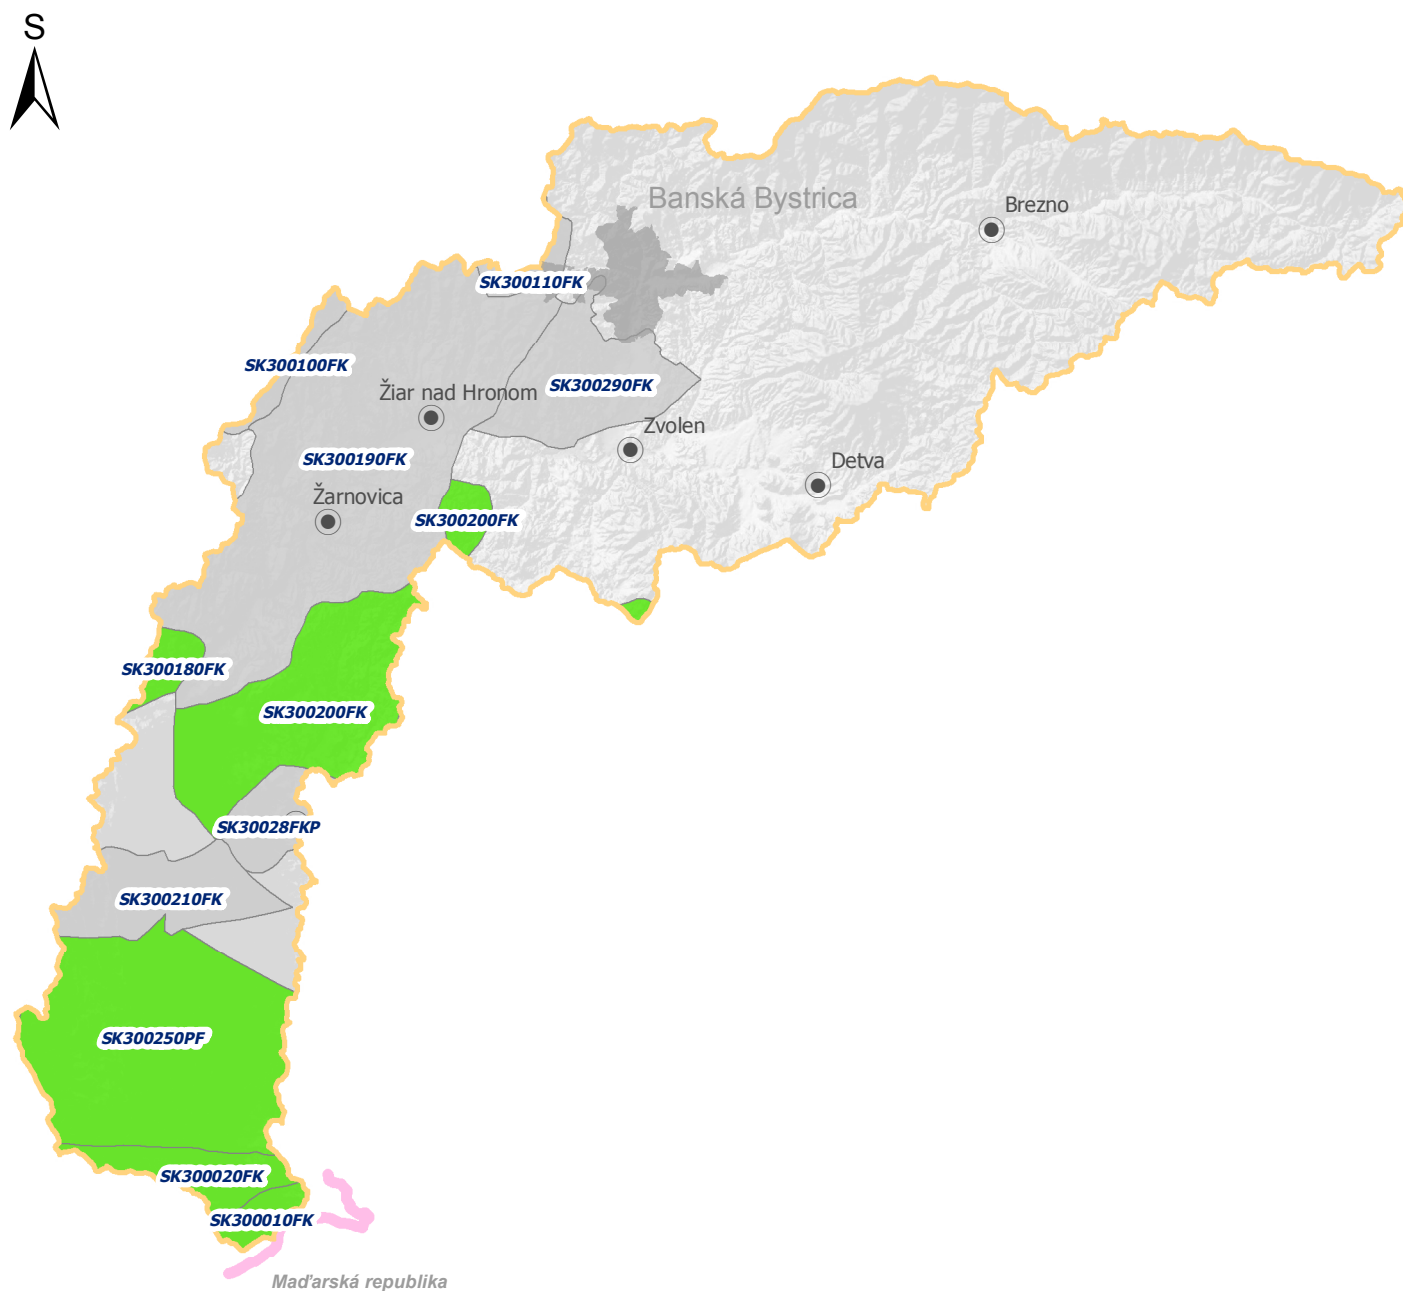 S
Banská Bystrica
Brezno
SK300110FK
SK300100FK
SK300290FK
Žiar nad Hronom
Zvolen
SK300190FK
Detva
Žarnovica
SK300200FK
SK300180FK
SK300200FK
SK30028FKP
SK300210FK
SK300250PF
SK300020FK
SK300010FK
Maďarská republika